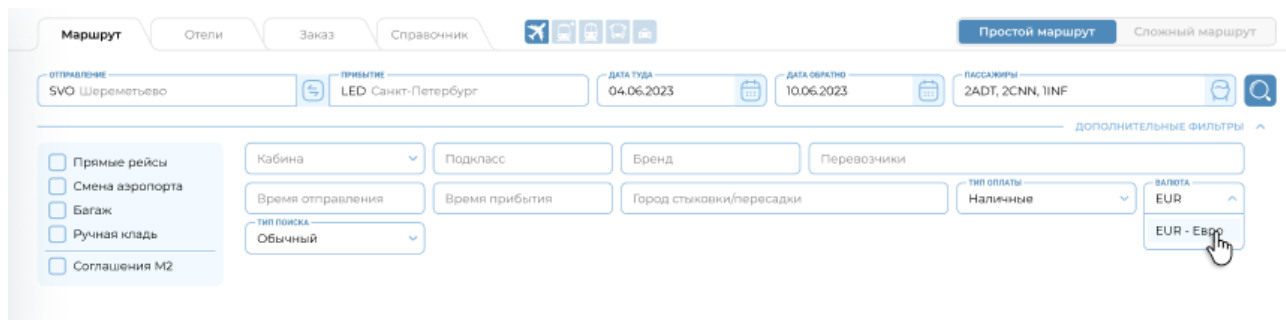 Маршрут Отели Заказ Справочник Простой маршрут Сложный маршрут
ОТПРАВЛЕНИЕ ПРИБЫТИЕ ДАТА ТУДА ДАТА ОБРАТНО ПАССАЖИРЫ
SVO Шереметьево LED Санкт-Петербург 04.06.2023 10.06.2023 2ADT, 2CNN, 1INF
ДОПОЛНИТЕЛЬНЫЕ ФИЛЬТРЫ
Прямые рейсы Кабина Подкласс Бренд Перевозчики
Смена аэропорта ТИП ОПЛАТЫ ВАЛЮТА
Багаж Время отправления Время прибытия Город стыковки/пересадки Наличные EUR
ТИП ПОИСКА
Ручная кладь Обычный EUR - Евро
Соглашения М2